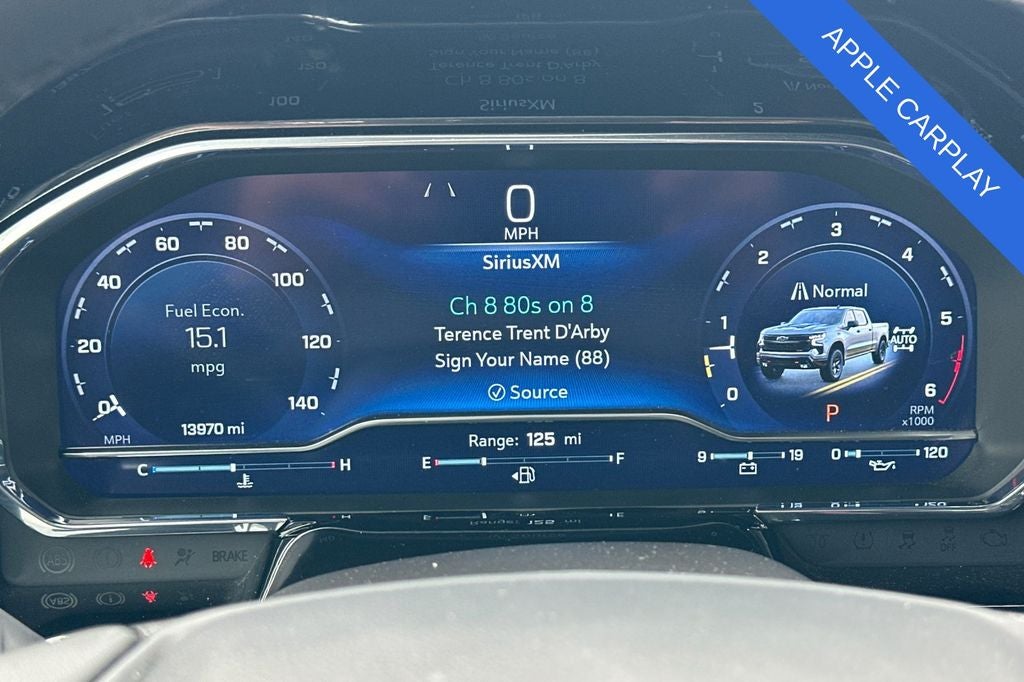 APPLE CARPLAY
0
MPH
SiriusXM
Ch 8 80s on 8
Terence Trent D'Arby
Sign Your Name (88)
Source
0 20 40 60 80 100 120 140
MPH
Fuel Econ.
15.1
mpg
13970 mi
0 1 2 3 4 5 6
RPM
x1000
Normal
AUTO
P
C H
Range: 125 mi
E F
9 19
0 120
ABS
BRAKE
OFF